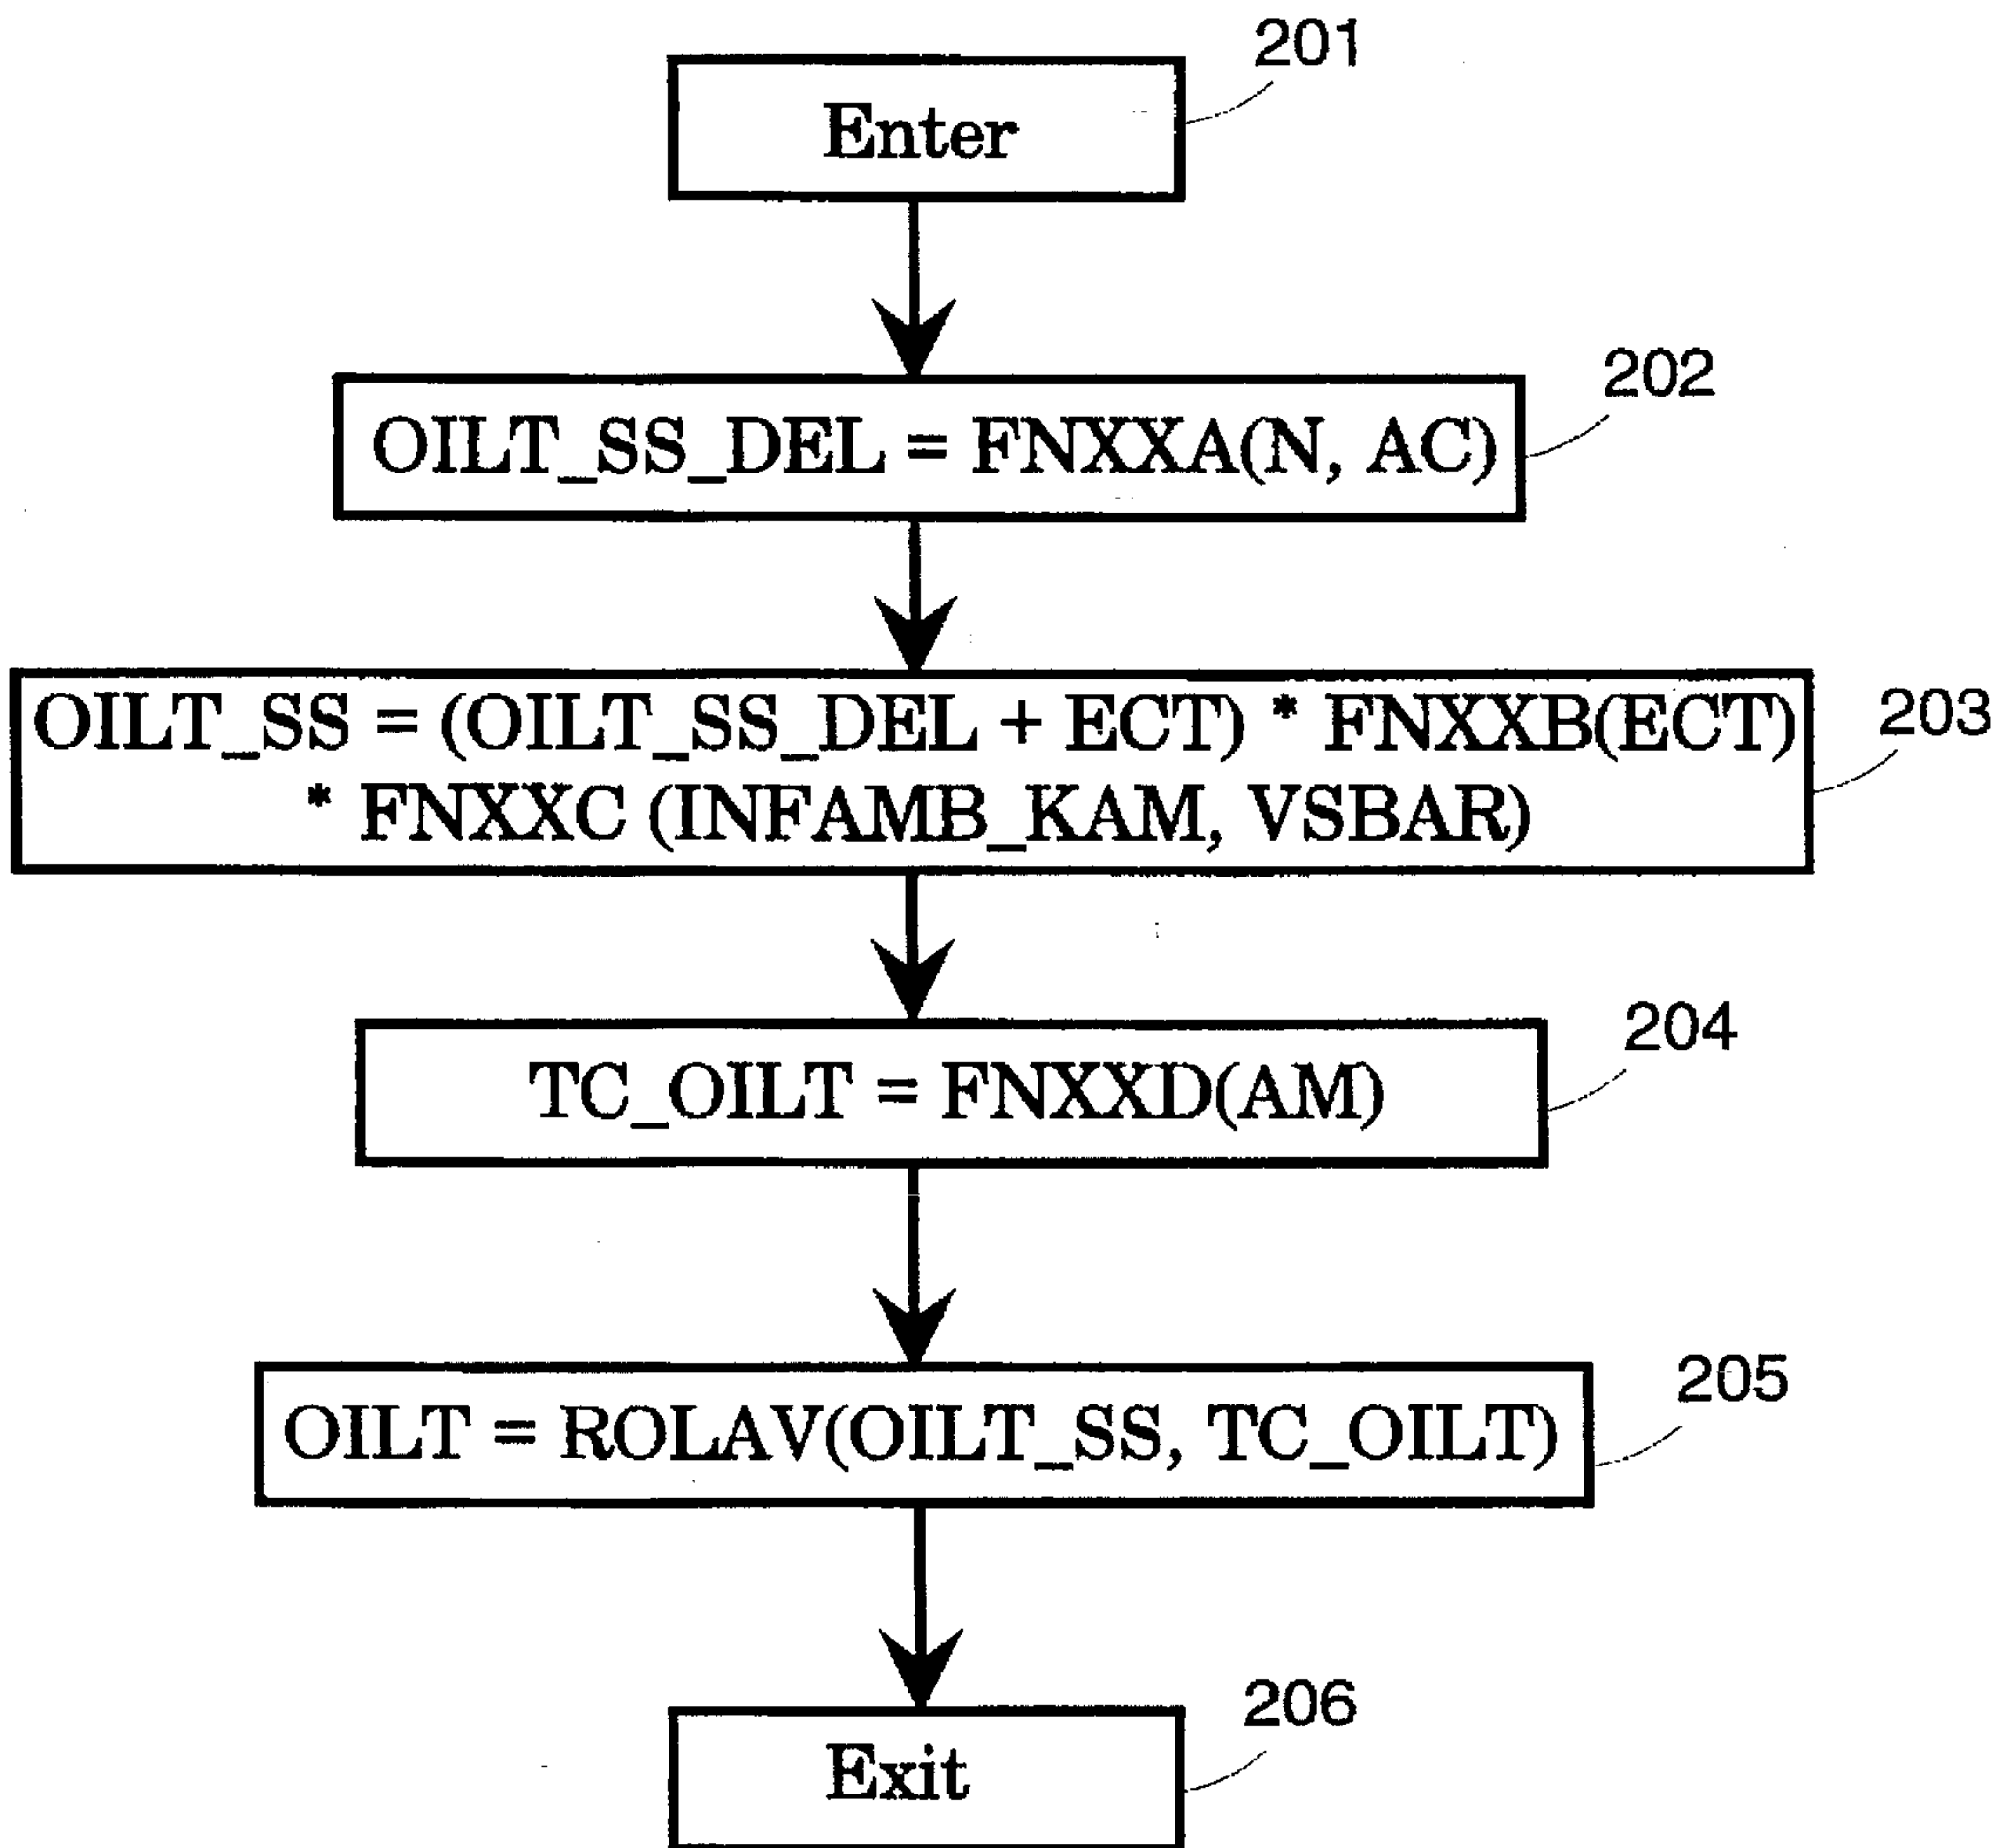 201
Enter
202
OILT_SS_DEL = FNXXA(N, AC)
203
OILT_SS = (OILT_SS_DEL + ECT) * FNXXB(ECT)
* FNXXC (INFAMB_KAM, VSBAR)
204
TC_OILT = FNXXD(AM)
205
OILT = ROLAV(OILT_SS, TC_OILT)
206
Exit